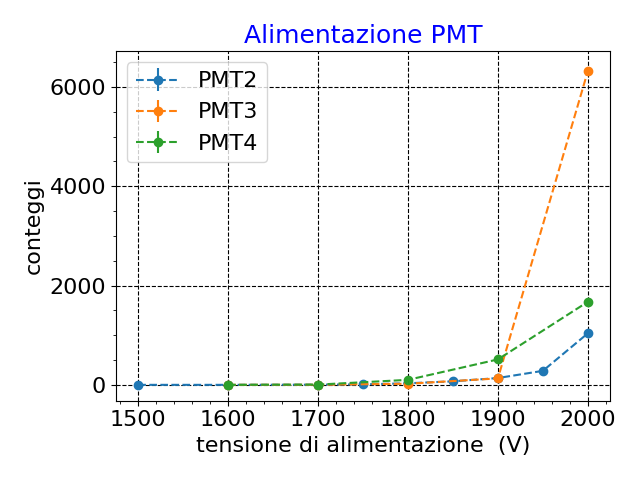 Alimentazione PMT
PMT2
PMT3
PMT4
conteggi
6000
4000
2000
0
1500 1600 1700 1800 1900 2000
tensione di alimentazione (V)